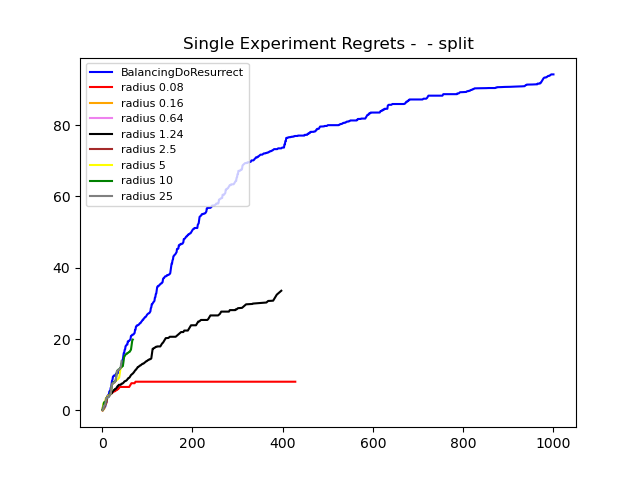 Single Experiment Regrets -  - split
BalancingDoResurrect
radius 0.08
radius 0.16
radius 0.64
radius 1.24
radius 2.5
radius 5
radius 10
radius 25
80
60
40
20
0
0 200 400 600 800 1000